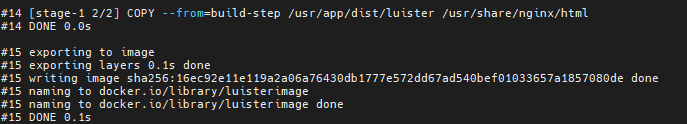 #14 [stage-1 2/2] COPY --from=build-step /usr/app/dist/luister /usr/share/nginx/html
#14 DONE 0.0s

#15 exporting to image
#15 exporting layers 0.1s done
#15 writing image sha256:16ec92e11e119a2a06a76430db1777e572dd67ad540bef01033657a1857080de done
#15 naming to docker.io/library/luisterimage
#15 naming to docker.io/library/luisterimage done
#15 DONE 0.1s